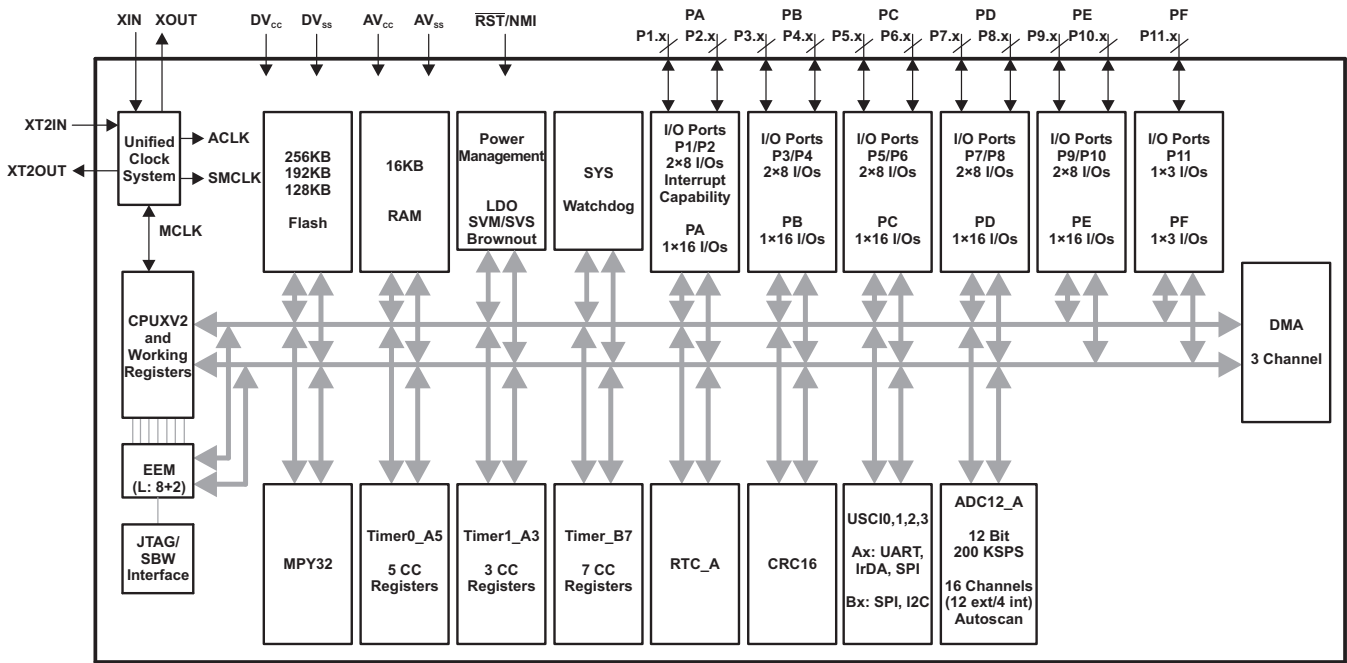 XIN XOUT DVCC DVSS AVCC AVSS RST/NMI
PA PB PC PD PE PF
P1.x P2.x P3.x P4.x P5.x P6.x P7.x P8.x P9.x P10.x P11.x
XT2IN
XT2OUT
Unified
Clock
System
ACLK
SMCLK
MCLK
256KB
192KB
128KB
Flash
16KB
RAM
Power
Management
LDO
SVM/SVS
Brownout
SYS
Watchdog
I/O Ports
P1/P2
2×8 I/Os
Interrupt
Capability
PA
1×16 I/Os
I/O Ports
P3/P4
2×8 I/Os
PB
1×16 I/Os
I/O Ports
P5/P6
2×8 I/Os
PC
1×16 I/Os
I/O Ports
P7/P8
2×8 I/Os
PD
1×16 I/Os
I/O Ports
P9/P10
2×8 I/Os
PE
1×16 I/Os
I/O Ports
P11
1×3 I/Os
PF
1×3 I/Os
CPUXV2
and
Working
Registers
DMA
3 Channel
EEM
(L: 8+2)
JTAG/
SBW
Interface
MPY32
Timer0_A5
5 CC
Registers
Timer1_A3
3 CC
Registers
Timer_B7
7 CC
Registers
RTC_A
CRC16
USCI0,1,2,3
Ax: UART,
IrDA, SPI
Bx: SPI, I2C
ADC12_A
12 Bit
200 KSPS
16 Channels
(12 ext/4 int)
Autoscan